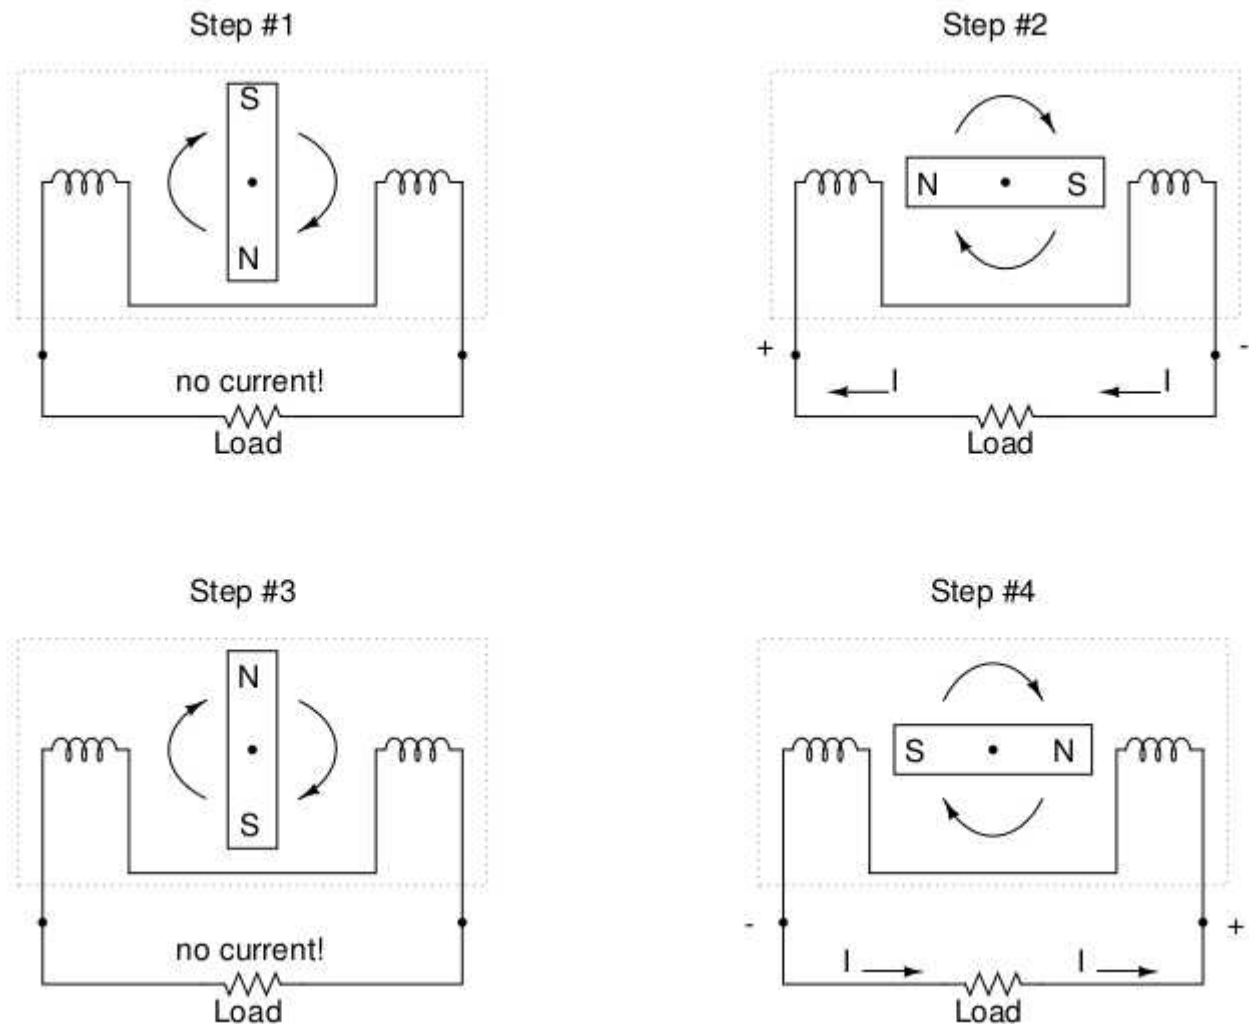 Step #1
S
N
no current!
Load
Step #2
N S
+ -
I I
Load
Step #3
N
S
no current!
Load
Step #4
S N
- +
I I
Load